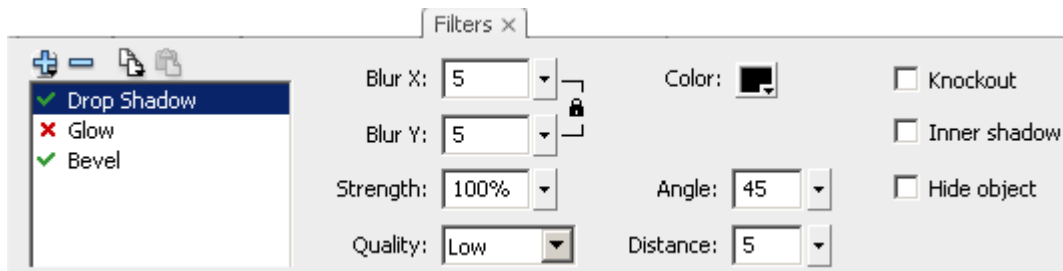 Filters
Drop Shadow
Glow
Bevel
Blur X: 5
Blur Y: 5
Strength: 100%
Quality: Low
Color:
Angle: 45
Distance: 5
Knockout
Inner shadow
Hide object